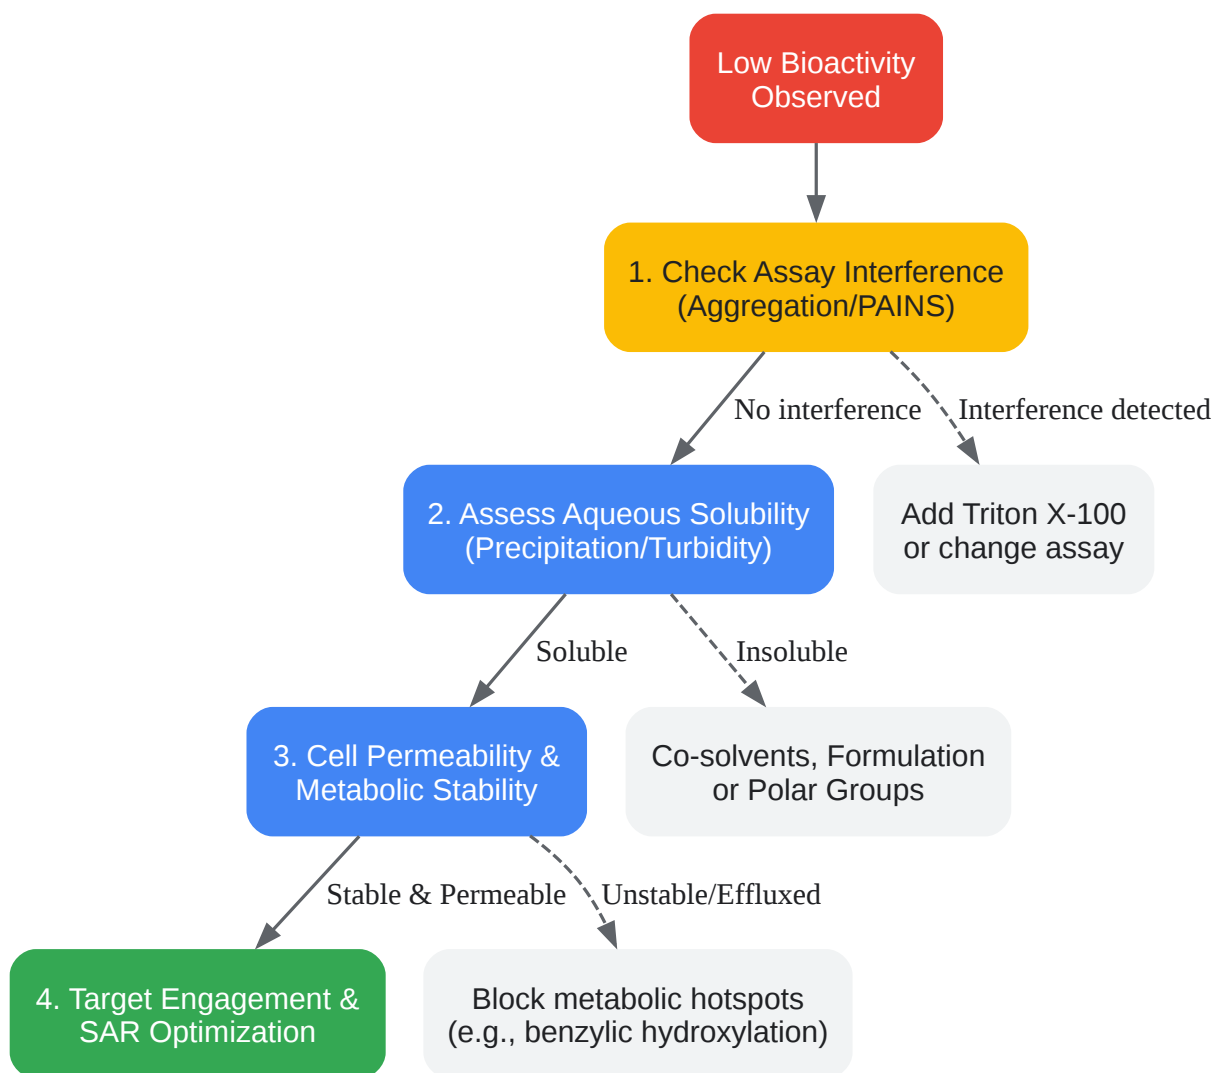 Low Bioactivity
Observed
1. Check Assay Interference
(Aggregation/PAINS)
No interference
Interference detected
2. Assess Aqueous Solubility
(Precipitation/Turbidity)
Add Triton X-100
or change assay
Soluble
Insoluble
3. Cell Permeability &
Metabolic Stability
Co-solvents, Formulation
or Polar Groups
Stable & Permeable
Unstable/Effluxed
4. Target Engagement &
SAR Optimization
Block metabolic hotspots
(e.g., benzylic hydroxylation)